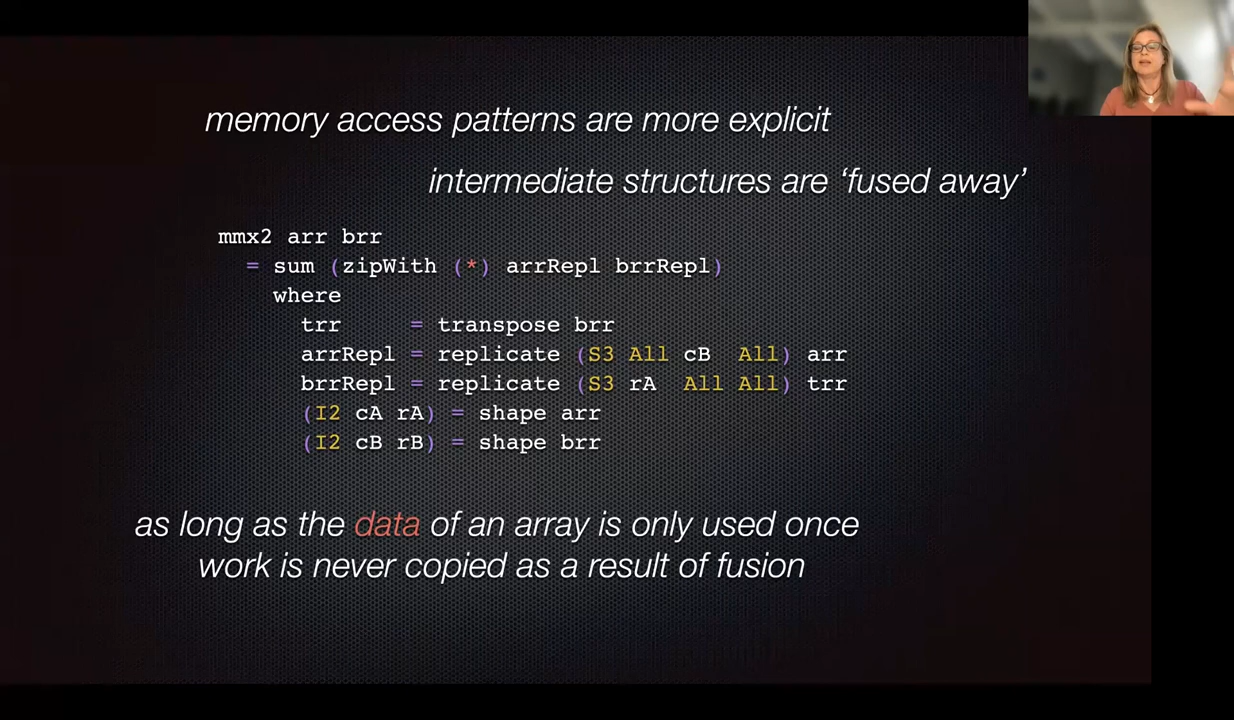 memory access patterns are more explicit
intermediate structures are ‘fused away’
mmx2 arr brr
= sum (zipWith (*) arrRepl brrRepl)
where
trr = transpose brr
arrRepl = replicate (S3 All cB All) arr
brrRepl = replicate (S3 rA All All) trr
(I2 cA rA) = shape arr
(I2 cB rB) = shape brr
as long as the data of an array is only used once
work is never copied as a result of fusion